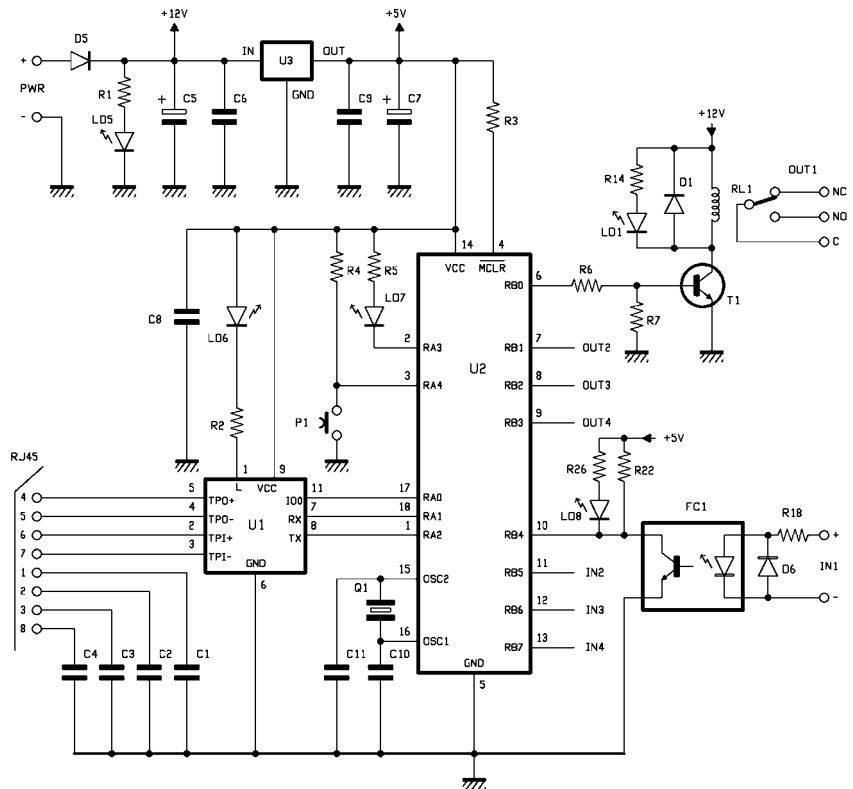 +12V
+5V
D5
IN
U3
OUT
+
PWR
R1
+
C5
C6
GND
C9
+
C7
R3
-
LD5
+12V
R14
D1
OUT1
RL1
NC
NO
C
LD1
14
4
VCC
MCLR
R4
R5
6
RB0
R6
LD7
T1
R7
C8
LD6
2
RA3
U2
7
RB1
OUT2
3
RA4
8
RB2
OUT3
R2
P1
9
RB3
OUT4
+5V
RJ45
R26
R22
1
9
L
VCC
FC1
4
5
TPO+
IO0
11
17
RA0
LD8
R18
5
4
TPO-
U1
RX
7
18
RA1
6
2
TPI+
TX
8
1
RA2
10
RB4
+
7
3
TPI-
D6
IN1
GND
1
6
15
OSC2
11
RB5
IN2
-
2
Q1
3
12
RB6
IN3
8
16
OSC1
13
RB7
IN4
C4
C3
C2
C1
C11
C10
GND
5